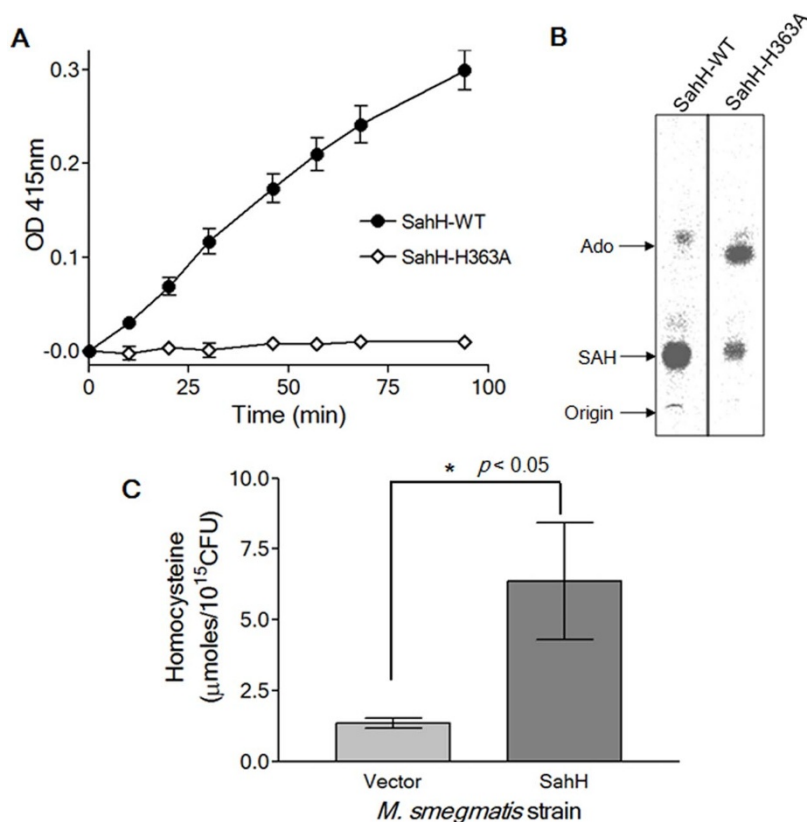 A
OD 415nm
0.3
0.2
0.1
-0.0
0
25
50
75
100
Time (min)
SahH-WT
SahH-H363A
B
SahH-WT
SahH-H363A
Ado
SAH
Origin
C
Homocysteine
(μmoles/10¹⁵CFU)
10.0
7.5
5.0
2.5
0.0
* p < 0.05
Vector
SahH
M. smegmatis strain